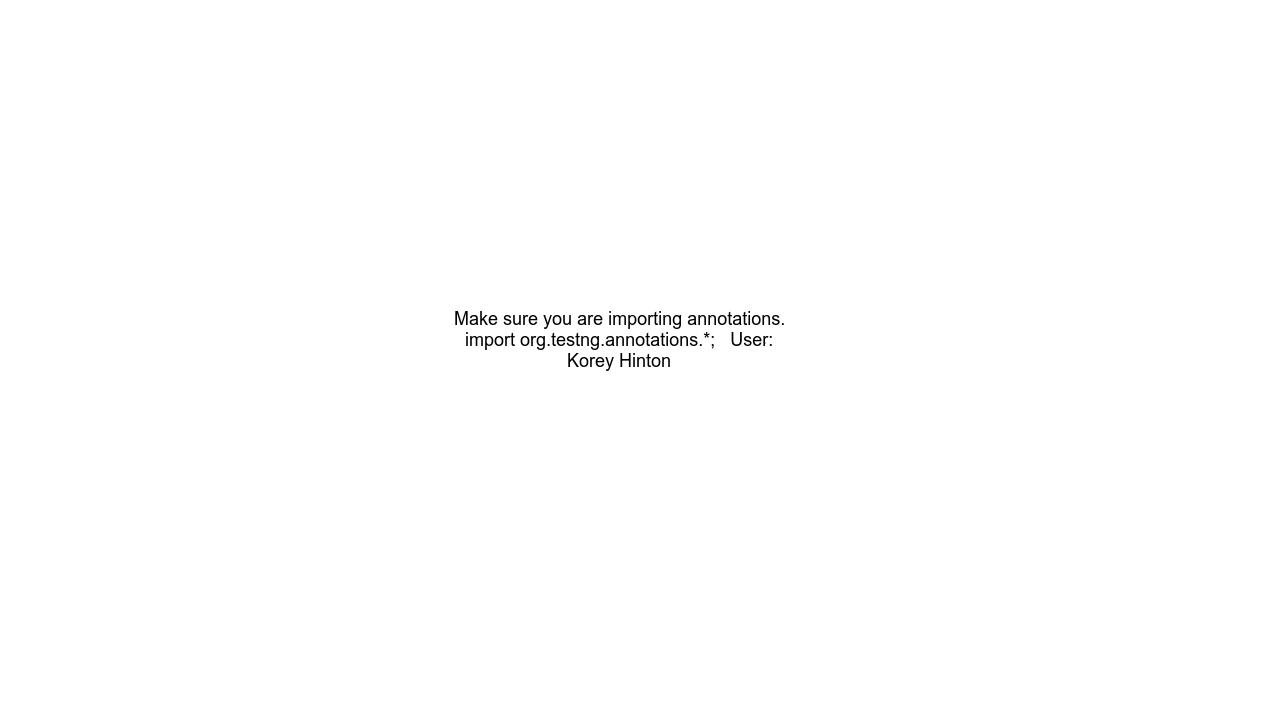 Make sure you are importing annotations.
import org.testng.annotations.*;   User:
Korey Hinton